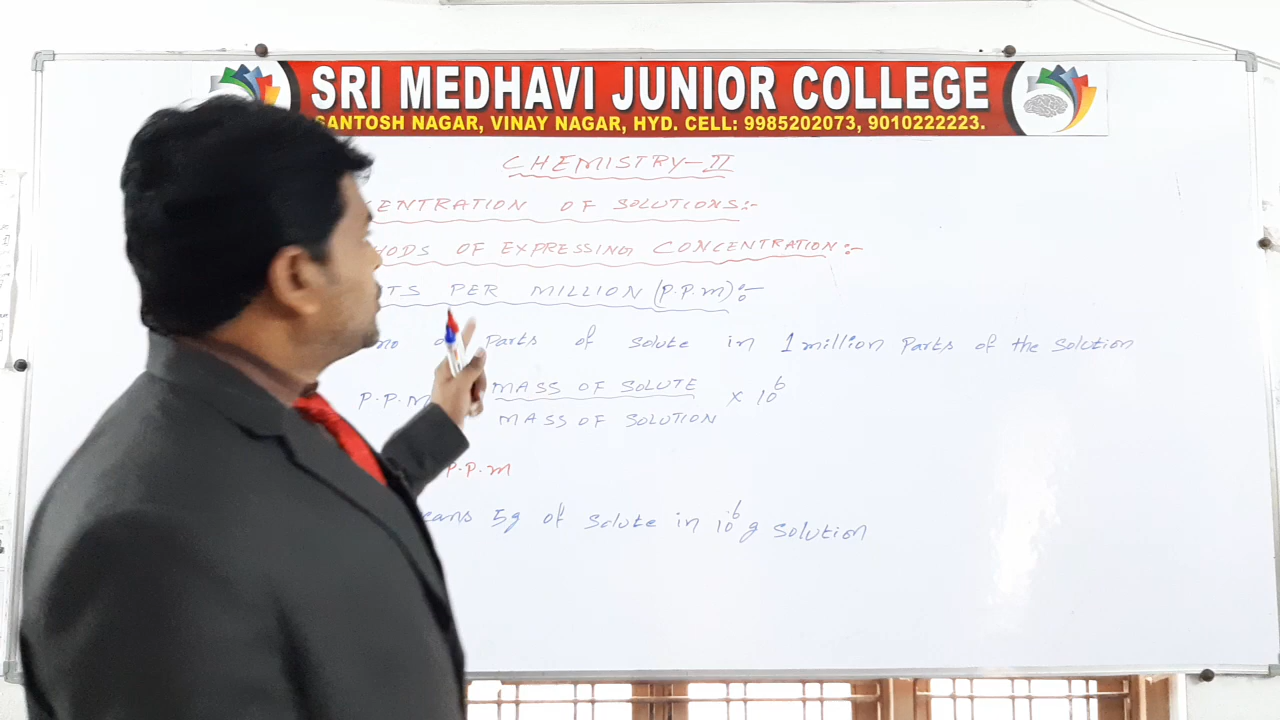 SRI MEDHAVI JUNIOR COLLEGE
SANTOSH NAGAR, VINAY NAGAR, HYD. CELL: 9985202073, 9010222223.
CHEMISTRY-II
ENTRATION OF SOLUTIONS:-
HODS OF EXPRESSING CONCENTRATION:-
TS PER MILLION (P.P.M):-
no o parts of solute in 1 million parts of the solution
P.P.M MASS OF SOLUTE
MASS OF SOLUTION × 10⁶
P.P.M
eans 5g of solute in 10⁶ g solution